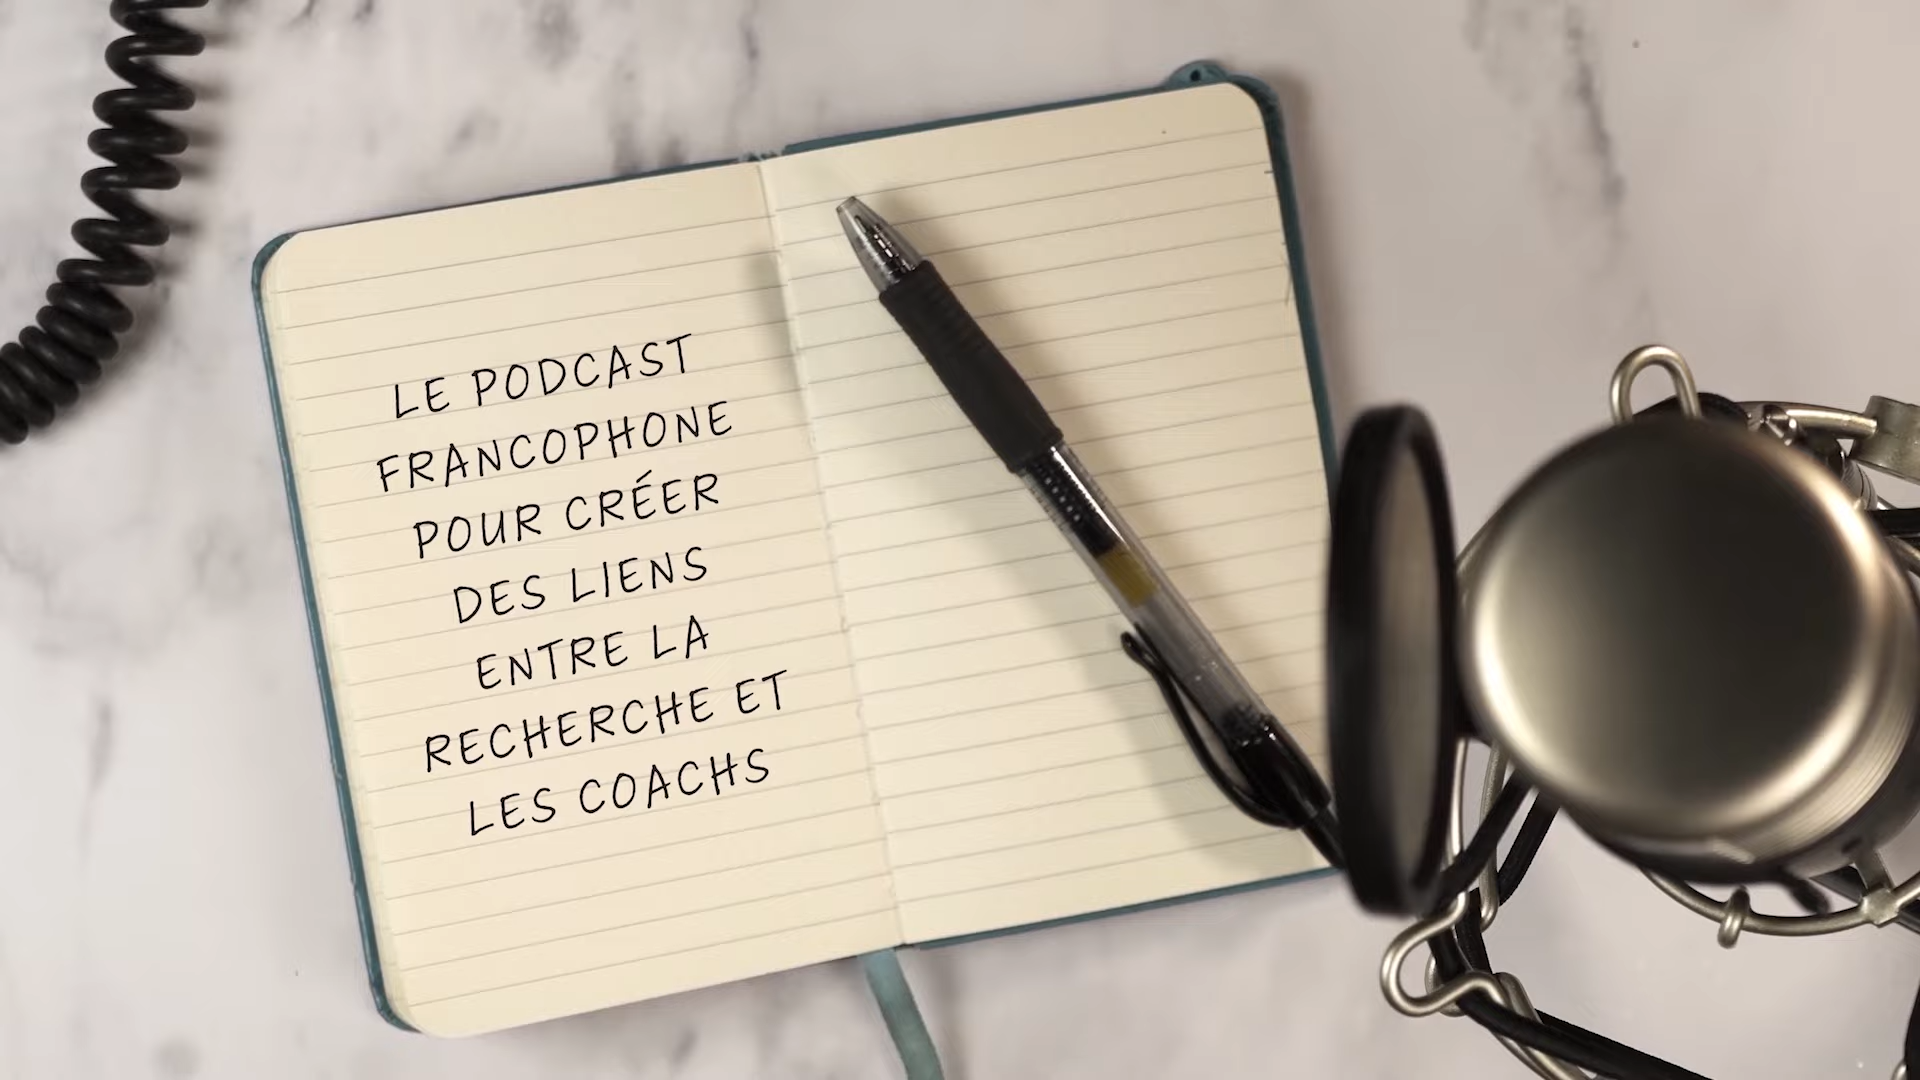 LE PODCAST
FRANCOPHONE
POUR CRÉER
DES LIENS
ENTRE LA
RECHERCHE ET
LES COACHS